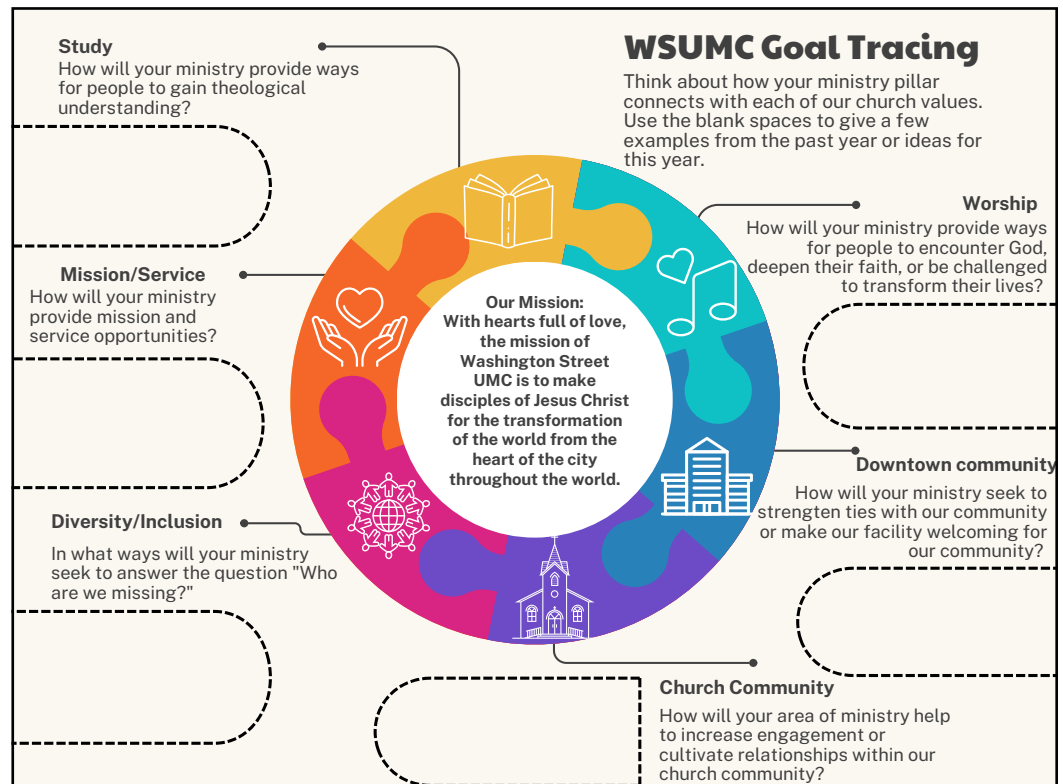 WSUMC Goal Tracing
Think about how your ministry pillar
connects with each of our church values.
Use the blank spaces to give a few
examples from the past year or ideas for
this year.
Study
How will your ministry provide ways
for people to gain theological
understanding?
Worship
How will your ministry provide ways
for people to encounter God,
deepen their faith, or be challenged
to transform their lives?
Mission/Service
How will your ministry
provide mission and
service opportunities?
Our Mission:
With hearts full of love,
the mission of
Washington Street
UMC is to make
disciples of Jesus Christ
for the transformation
of the world from the
heart of the city
throughout the world.
Downtown community
How will your ministry seek to
strengten ties with our community
or make our facility welcoming for
our community?
Diversity/Inclusion
In what ways will your ministry
seek to answer the question "Who
are we missing?"
Church Community
How will your area of ministry help
to increase engagement or
cultivate relationships within our
church community?